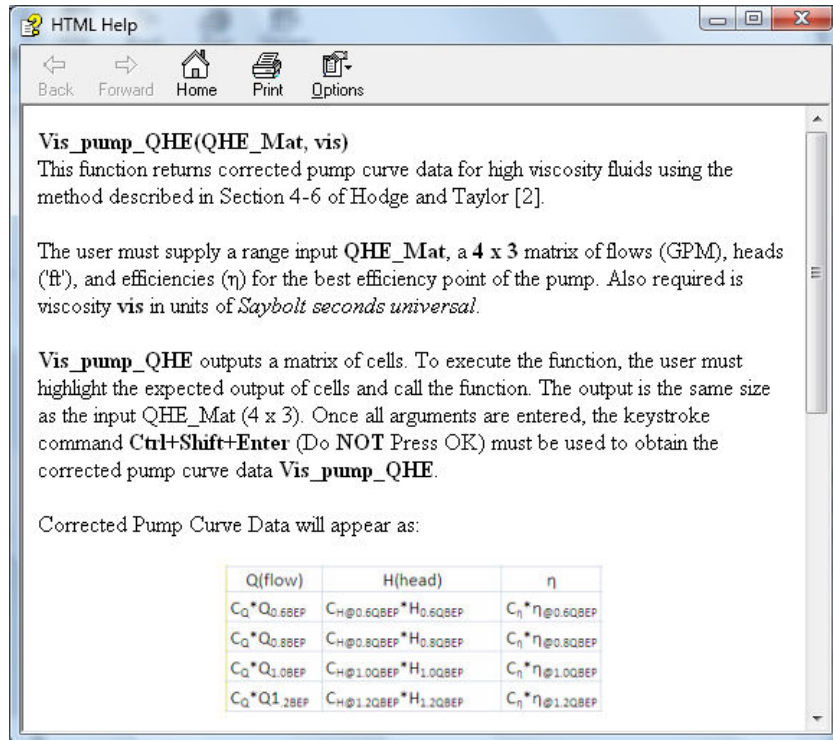 HTML Help
Back Forward Home Print Options
Vis_pump_QHE(QHE_Mat, vis)
This function returns corrected pump curve data for high viscosity fluids using the
method described in Section 4-6 of Hodge and Taylor [2].
The user must supply a range input QHE_Mat, a 4 x 3 matrix of flows (GPM), heads
('ft'), and efficiencies (η) for the best efficiency point of the pump. Also required is
viscosity vis in units of Saybolt seconds universal.
Vis_pump_QHE outputs a matrix of cells. To execute the function, the user must
highlight the expected output of cells and call the function. The output is the same size
as the input QHE_Mat (4 x 3). Once all arguments are entered, the keystroke
command Ctrl+Shift+Enter (Do NOT Press OK) must be used to obtain the
corrected pump curve data Vis_pump_QHE.
Corrected Pump Curve Data will appear as:
Q(flow) H(head) η
CQ*Q0.6BEP CH@0.6QBEP*H0.6QBEP Cη*η@0.6QBEP
CQ*Q0.8BEP CH@0.8QBEP*H0.8QBEP Cη*η@0.8QBEP
CQ*Q1.0BEP CH@1.0QBEP*H1.0QBEP Cη*η@1.0QBEP
CQ*Q1.2BEP CH@1.2QBEP*H1.2QBEP Cη*η@1.2QBEP